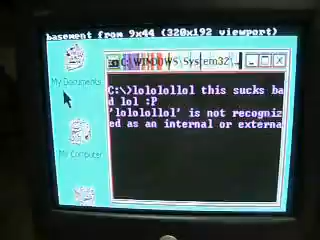 basement from 9x44 (320x192 viewport)
My Documents
C:\WINDOWS\System32\
My Computer
C:\>lolololol this sucks ba
d lol :P
'lolololol' is not recogniz
ed as an internal or externa